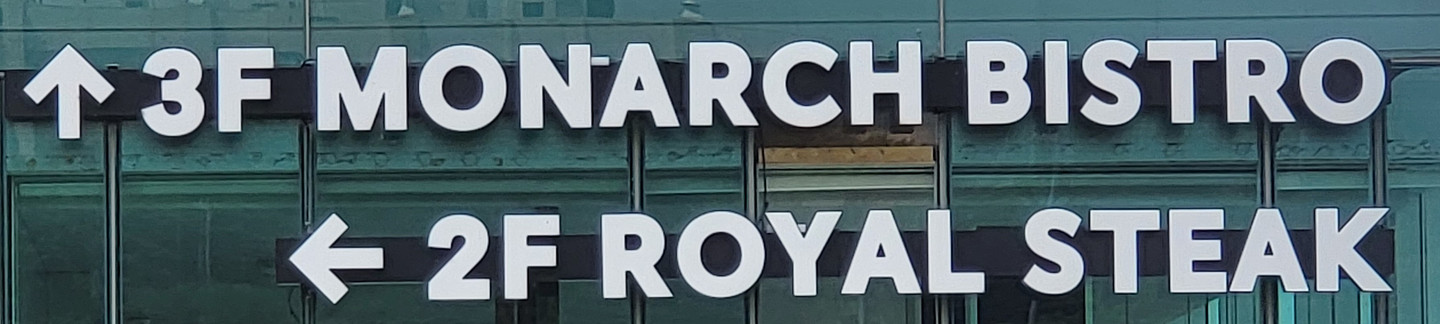 ↑ 3F MONARCH BISTRO
← 2F ROYAL STEAK